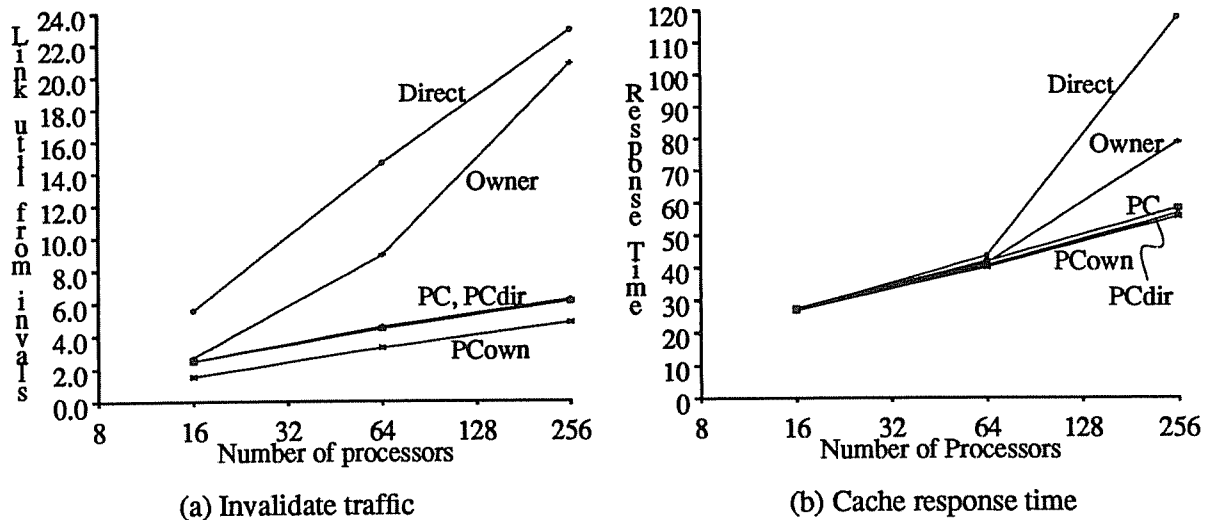 Link util from invals
24.0
22.0
20.0
18.0
16.0
14.0
12.0
10.0
8.0
6.0
4.0
2.0
0.0
Direct
Owner
PC, PCdir
PCown
8 16 32 64 128 256
Number of processors
(a) Invalidate traffic
Response Time
120
110
100
90
80
70
60
50
40
30
20
10
0
Direct
Owner
PC
PCown
PCdir
8 16 32 64 128 256
Number of Processors
(b) Cache response time